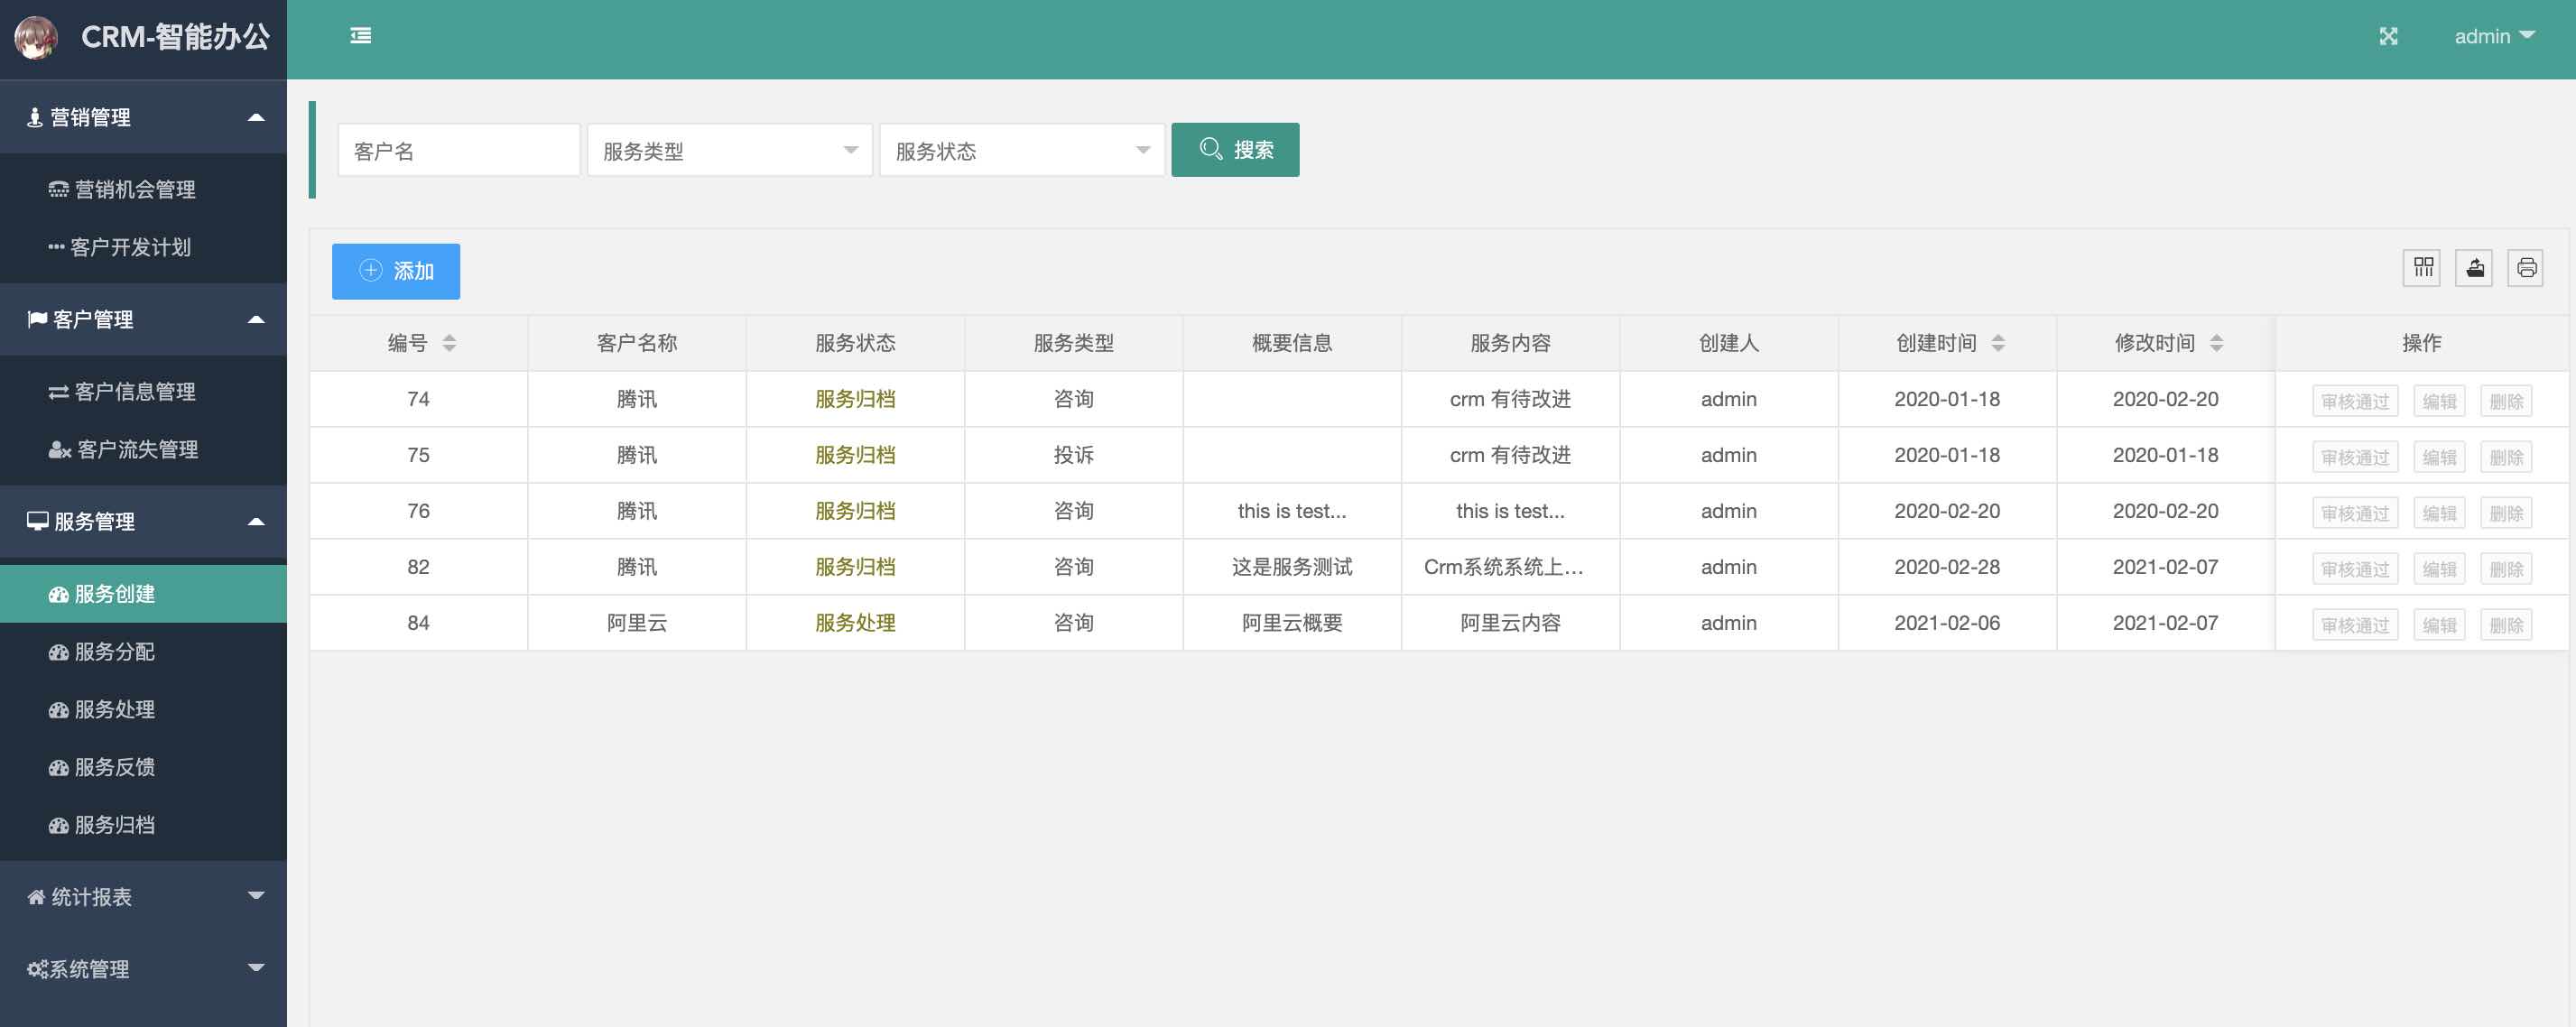 CRM-智能办公
admin
营销管理
营销机会管理
客户开发计划
客户管理
客户信息管理
客户流失管理
服务管理
服务创建
服务分配
服务处理
服务反馈
服务归档
统计报表
系统管理
客户名 服务类型 服务状态 搜索
添加
编号 客户名称 服务状态 服务类型 概要信息 服务内容 创建人 创建时间 修改时间 操作
74 腾讯 服务归档 咨询 crm 有待改进 admin 2020-01-18 2020-02-20 审核通过 编辑 删除
75 腾讯 服务归档 投诉 crm 有待改进 admin 2020-01-18 2020-01-18 审核通过 编辑 删除
76 腾讯 服务归档 咨询 this is test... this is test... admin 2020-02-20 2020-02-20 审核通过 编辑 删除
82 腾讯 服务归档 咨询 这是服务测试 Crm系统系统上... admin 2020-02-28 2021-02-07 审核通过 编辑 删除
84 阿里云 服务处理 咨询 阿里云概要 阿里云内容 admin 2021-02-06 2021-02-07 审核通过 编辑 删除